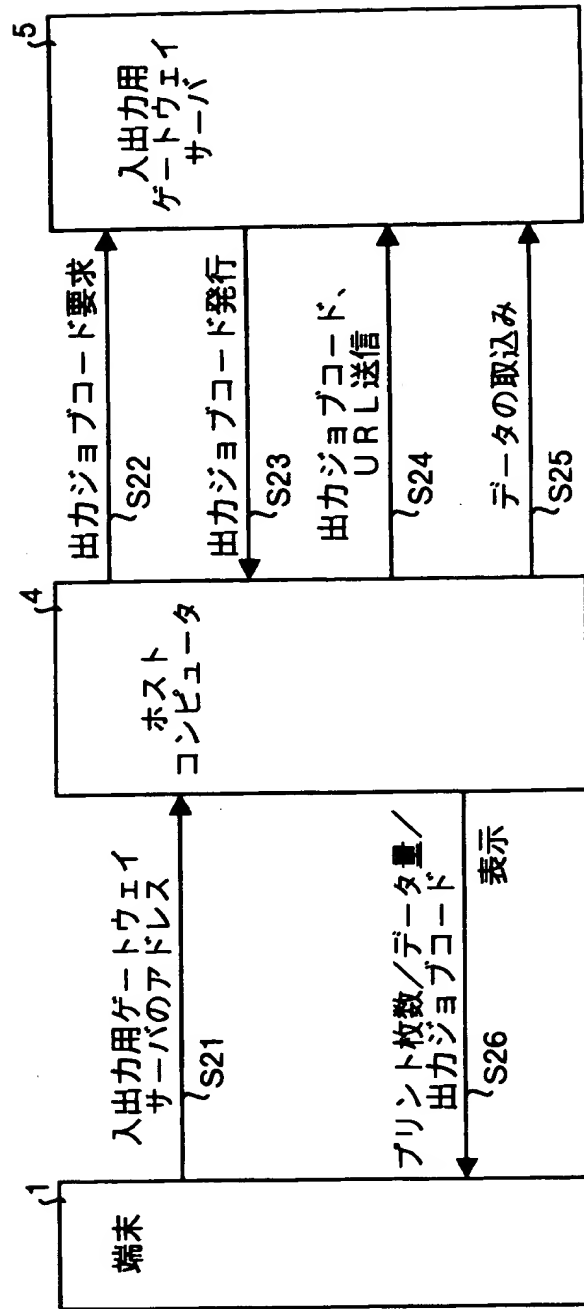 1
端末
入出力用ゲートウェイ
サーバのアドレス
S21
プリント枚数/データ量/
出力ジョブコード
表示
S26
4
ホスト
コンピュータ
出力ジョブコード要求
S22
出力ジョブコード発行
S23
出力ジョブコード、
URL送信
S24
データの取込み
S25
5
入出力用
ゲートウェイ
サーバ